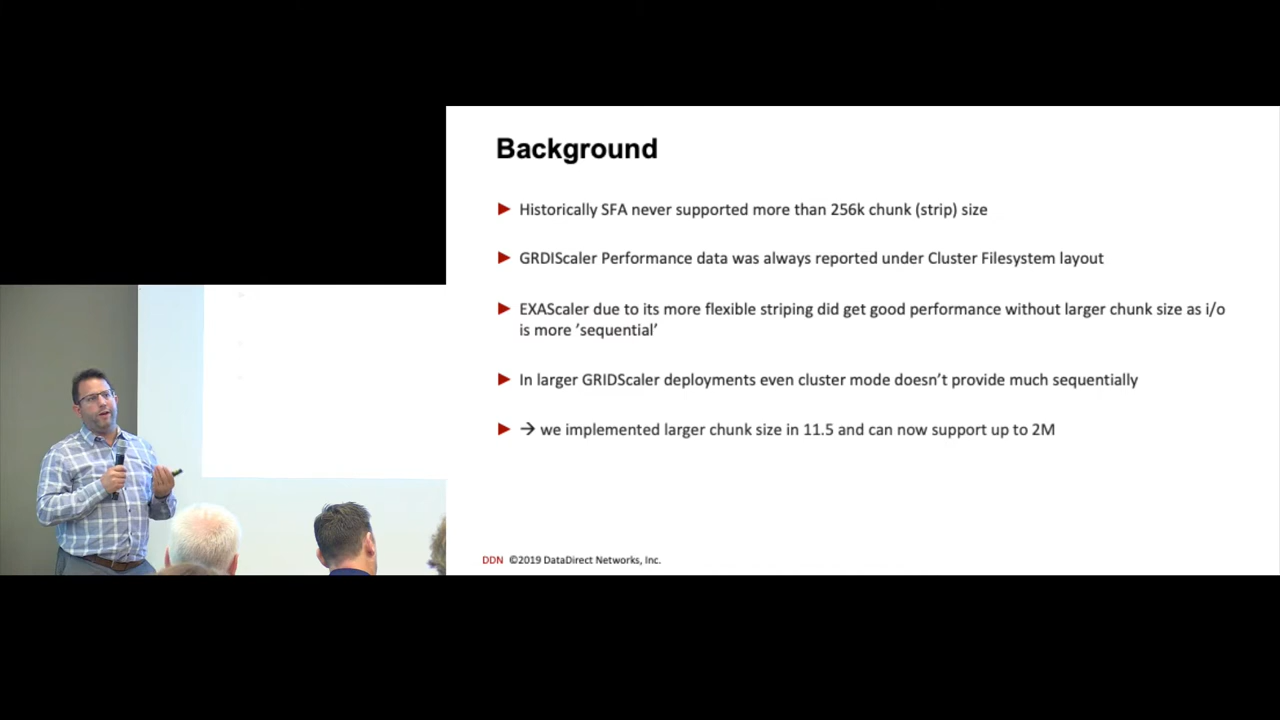 Background
Historically SFA never supported more than 256k chunk (strip) size
GRDIScaler Performance data was always reported under Cluster Filesystem layout
EXAScaler due to its more flexible striping did get good performance without larger chunk size as i/o
is more ’sequential’
In larger GRIDScaler deployments even cluster mode doesn’t provide much sequentially
→ we implemented larger chunk size in 11.5 and can now support up to 2M
DDN ©2019 DataDirect Networks, Inc.